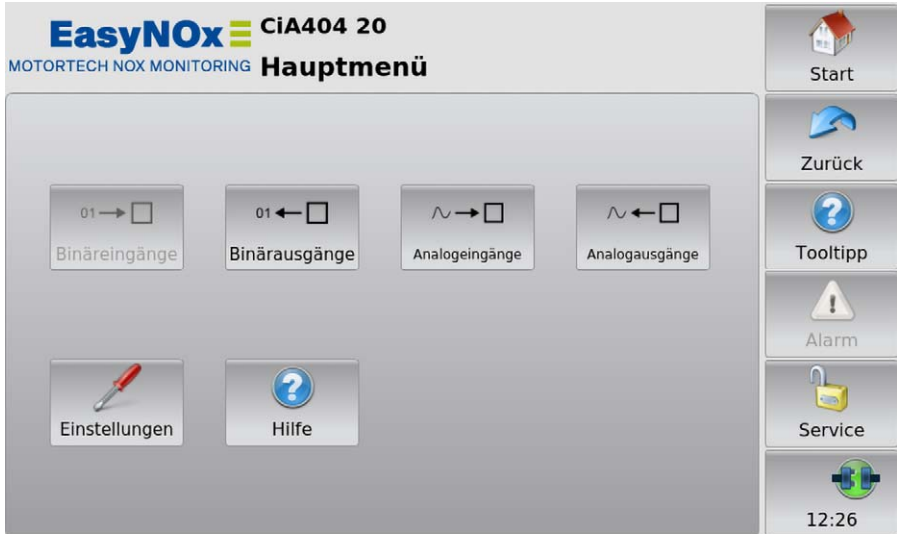 EasyNOx CiA404 20
MOTORTECH NOX MONITORING Hauptmenü
Start
Zurück
01
Binäreingänge
01
Binärausgänge
Analogeingänge
Analogausgänge
Tooltipp
Alarm
Einstellungen
Hilfe
Service
12:26